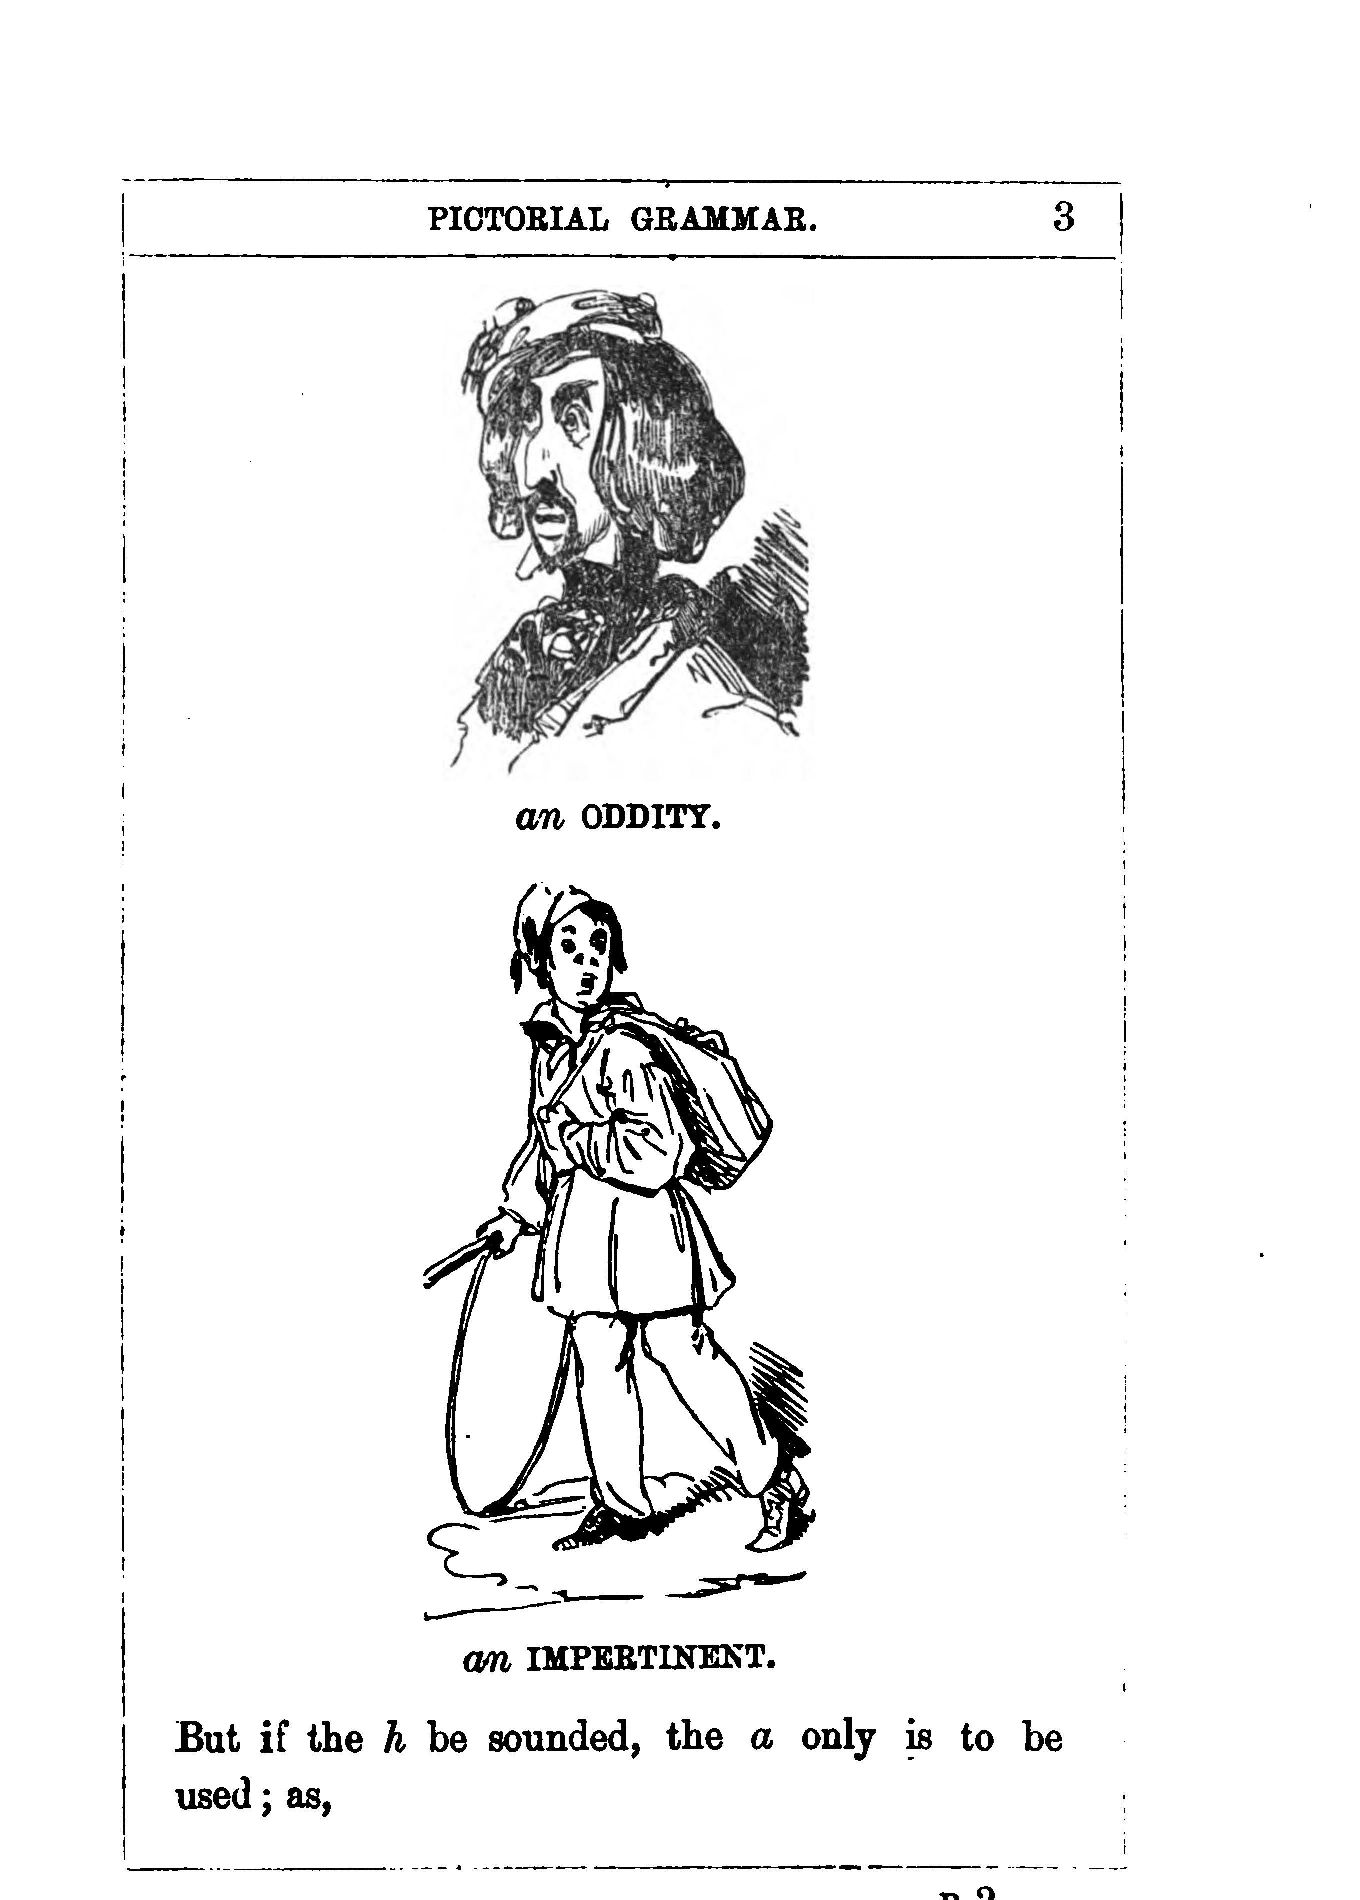 PICTORIAL GRAMMAR. 3
an ODDITY.
an IMPERTINENT.
But if the h be sounded, the a only is to be
used; as,